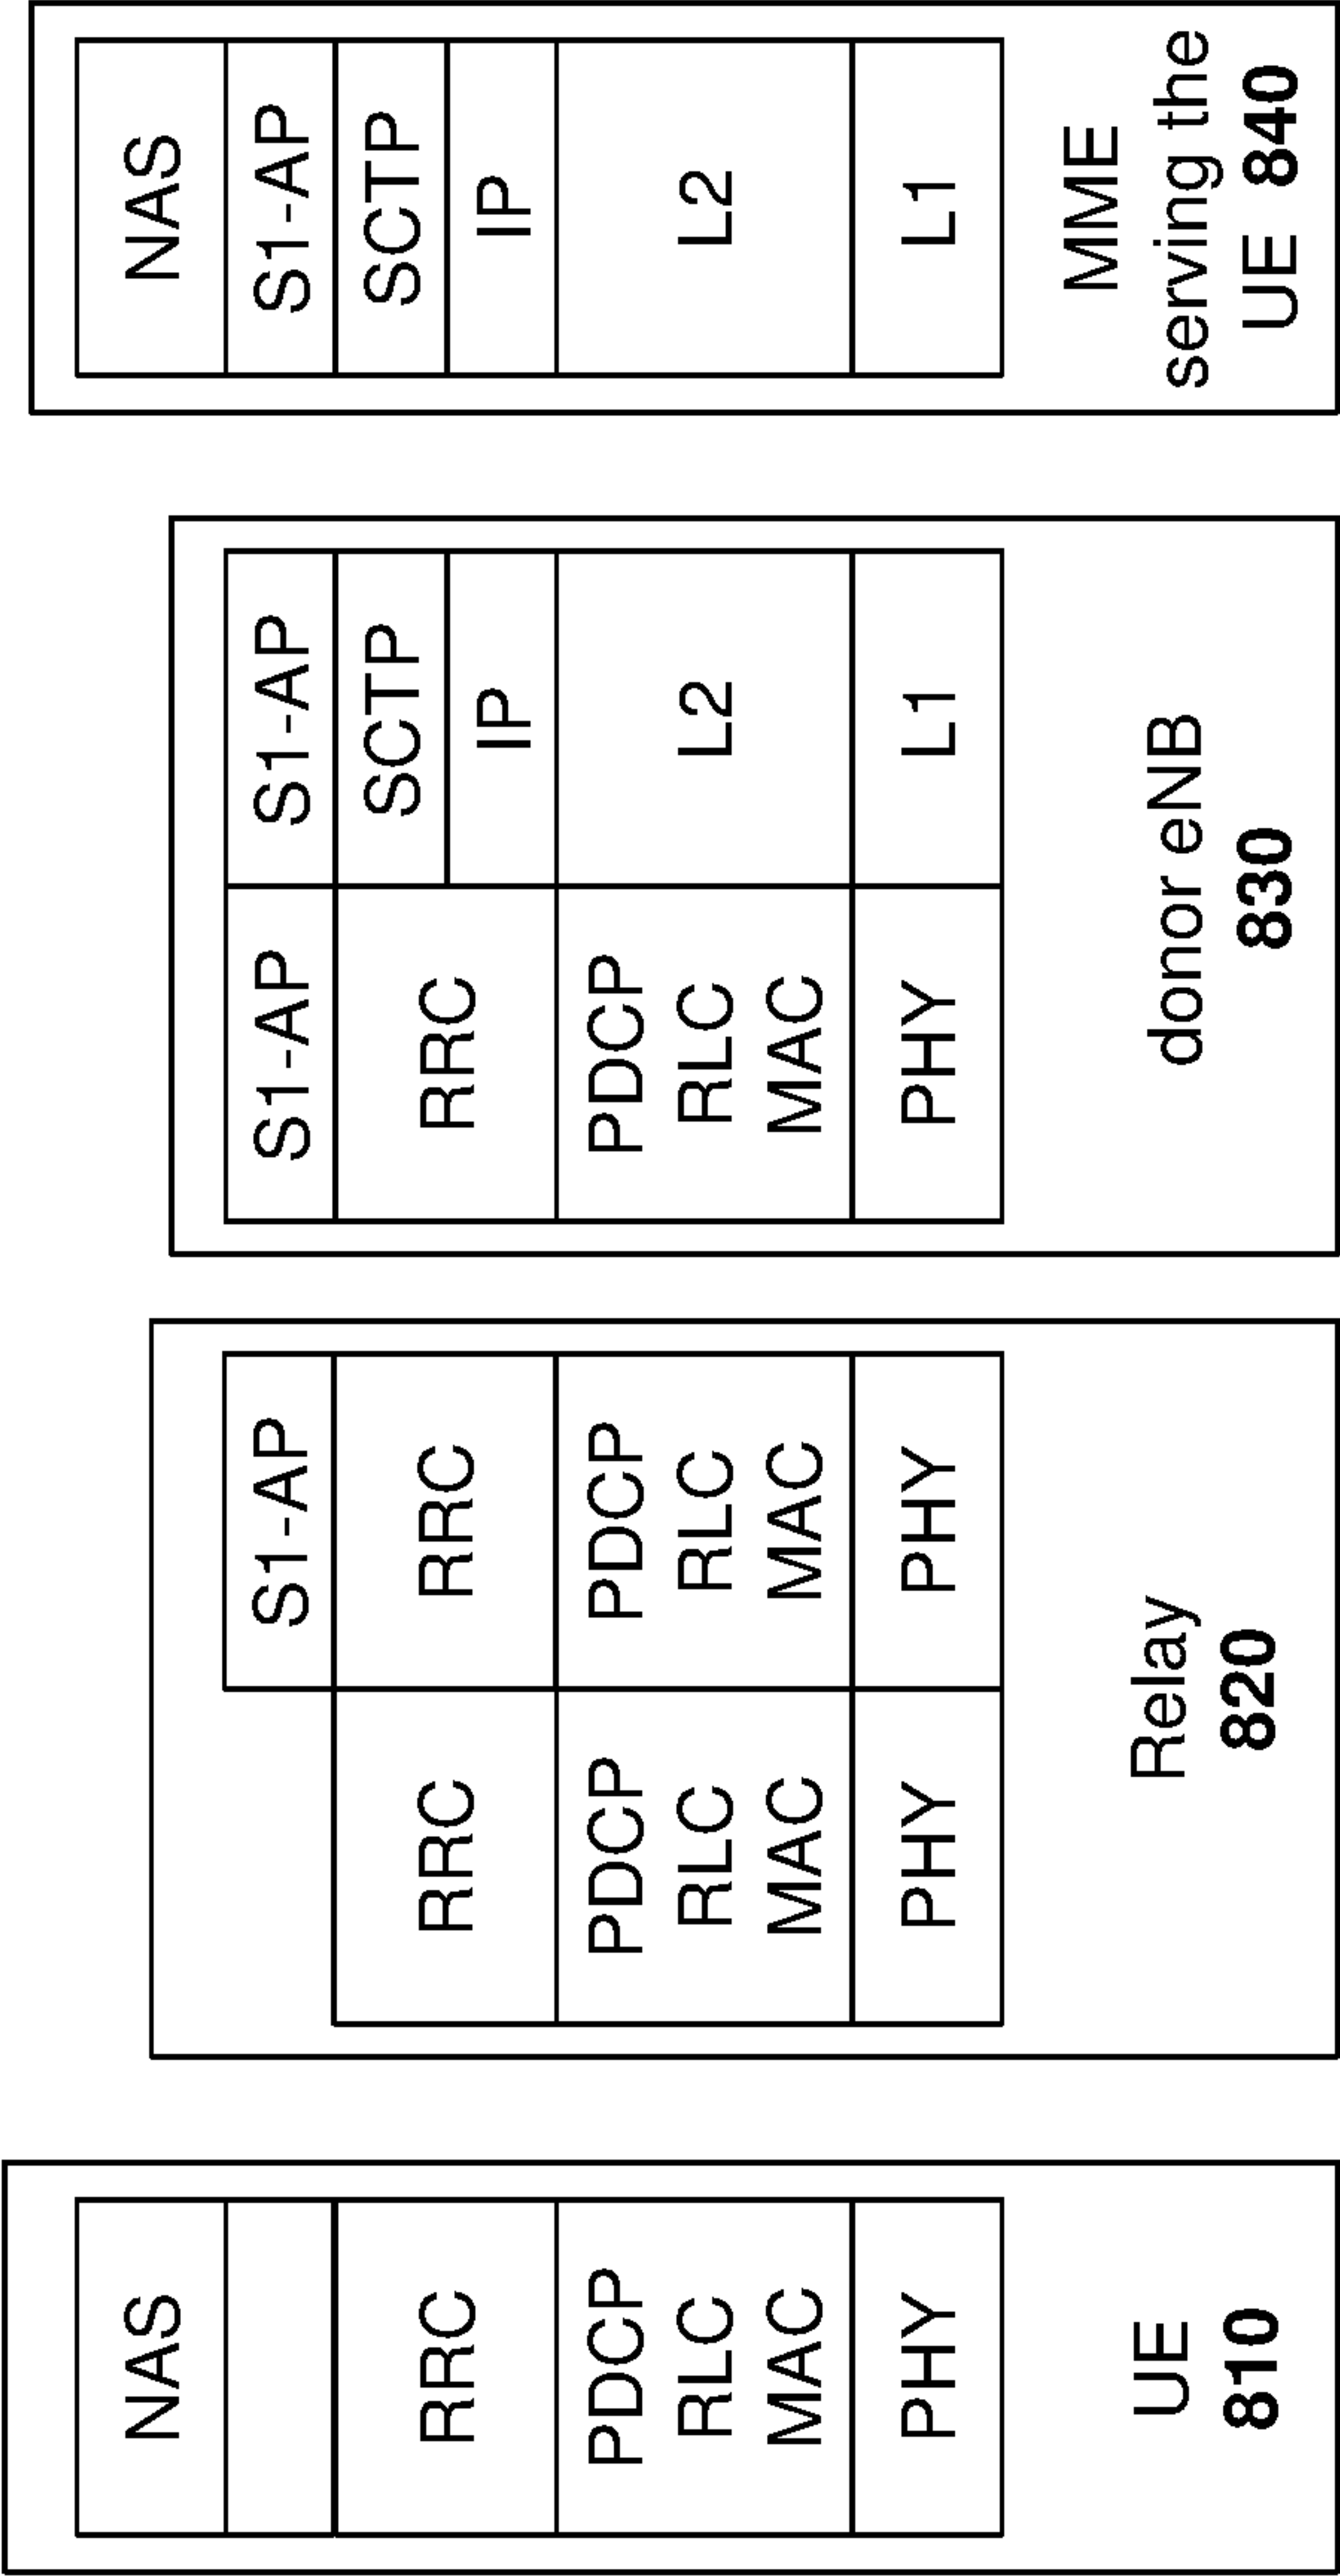 NAS
RRC
PDCP
RLC
MAC
PHY
UE
810
RRC
PDCP
RLC
MAC
PHY
S1-AP
RRC
PDCP
RLC
MAC
PHY
Relay
820
S1-AP
RRC
PDCP
RLC
MAC
PHY
S1-AP
SCTP
IP
L2
L1
donor eNB
830
NAS
S1-AP
SCTP
IP
L2
L1
MME
serving the
UE 840